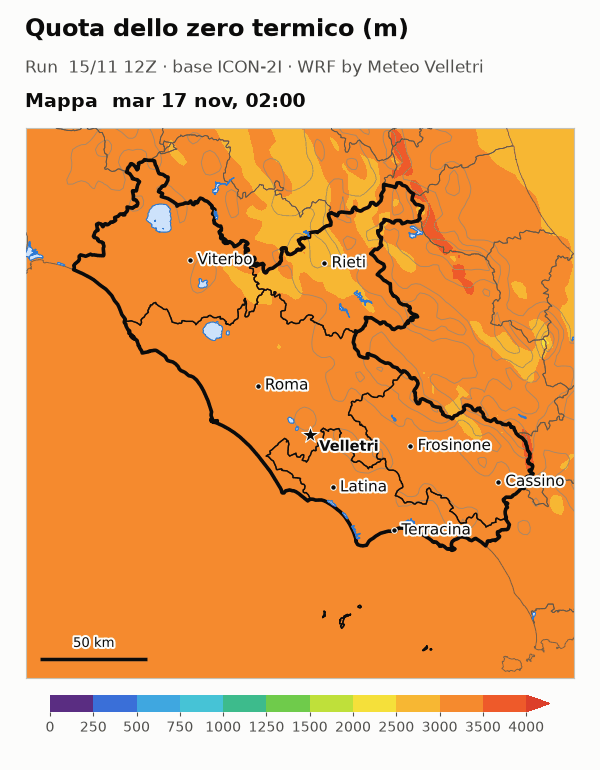 Quota dello zero termico (m)
Run  15/11 12Z · base ICON-2I · WRF by Meteo Velletri
Mappa  mar 17 nov, 02:00
Viterbo
Rieti
Roma
Velletri
Frosinone
Cassino
Latina
Terracina
50 km
0 250 500 750 1000 1250 1500 2000 2500 3000 3500 4000